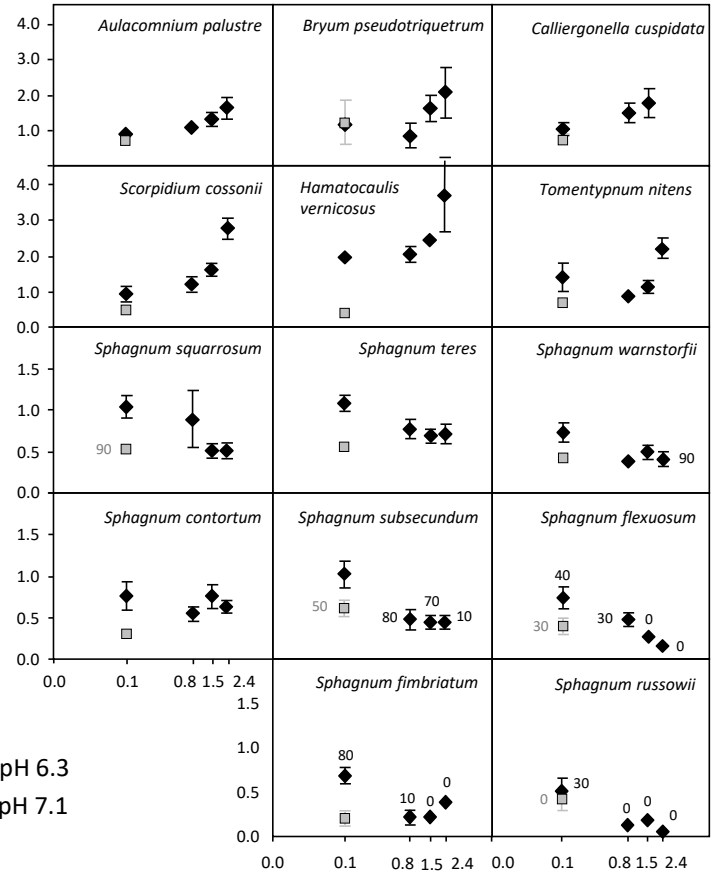 4.0
3.0
2.0
1.0
Aulacomnium palustre
Bryum pseudotriquetrum
Calliergonella cuspidata
4.0
3.0
2.0
1.0
0.0
Scorpidium cossonii
Hamatocaulis
vernicosus
Tomentypnum nitens
1.5
1.0
0.5
0.0
Sphagnum squarrosum
90
Sphagnum teres
Sphagnum warnstorfii
90
1.5
1.0
0.5
0.0
Sphagnum contortum
Sphagnum subsecundum
50
80
70
10
Sphagnum flexuosum
40
30
30
0
0
0.0 0.1 0.8 1.5 2.4
1.5
1.0
0.5
0.0
Sphagnum fimbriatum
80
10
0
0
Sphagnum russowii
0
30
0
0
0
pH 6.3
pH 7.1
0.0 0.1 0.8 1.5 2.4 0.0 0.1 0.8 1.5 2.4